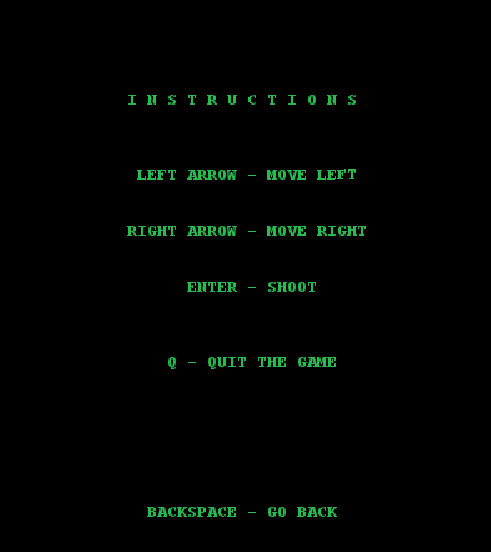 I N S T R U C T I O N S
LEFT ARROW - MOVE LEFT
RIGHT ARROW - MOVE RIGHT
ENTER - SHOOT
Q - QUIT THE GAME
BACKSPACE - GO BACK